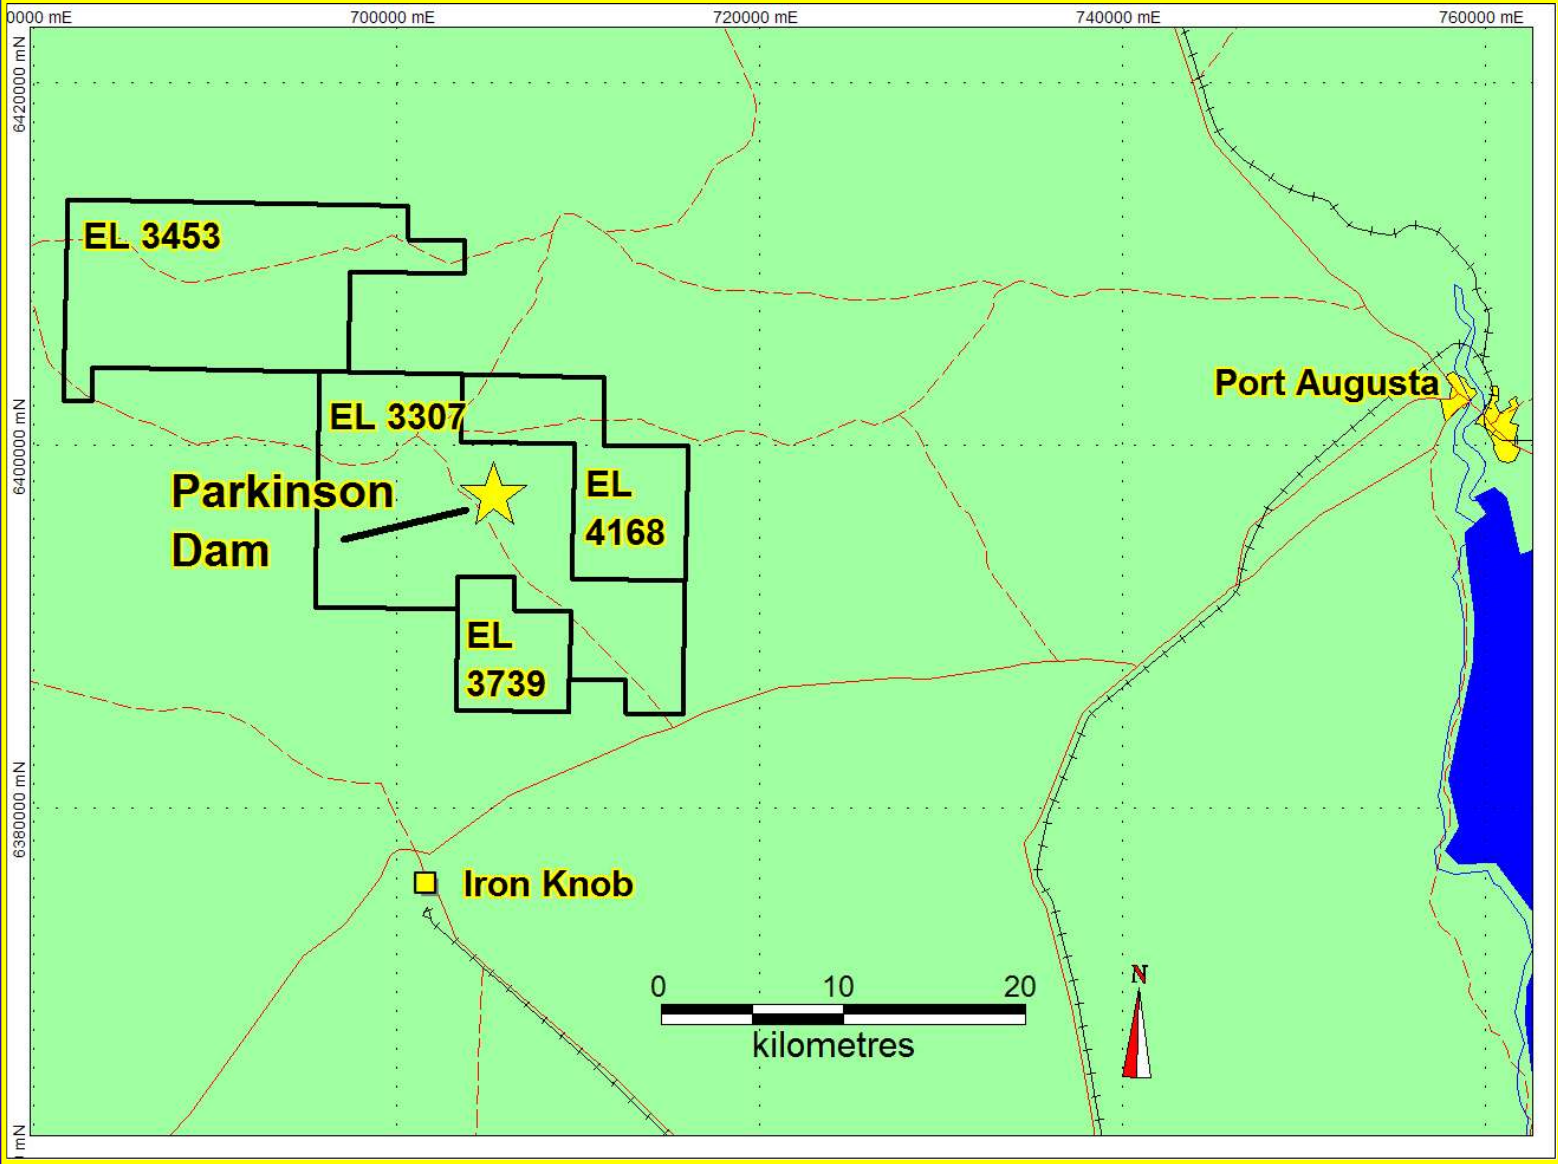 0000 mE
700000 mE
720000 mE
740000 mE
760000 mE
6420000 mN
EL 3453
Port Augusta
EL 3307
6400000 mN
Parkinson
Dam
EL
4168
EL
3739
6380000 mN
Iron Knob
0 10 20
kilometres
N
mN